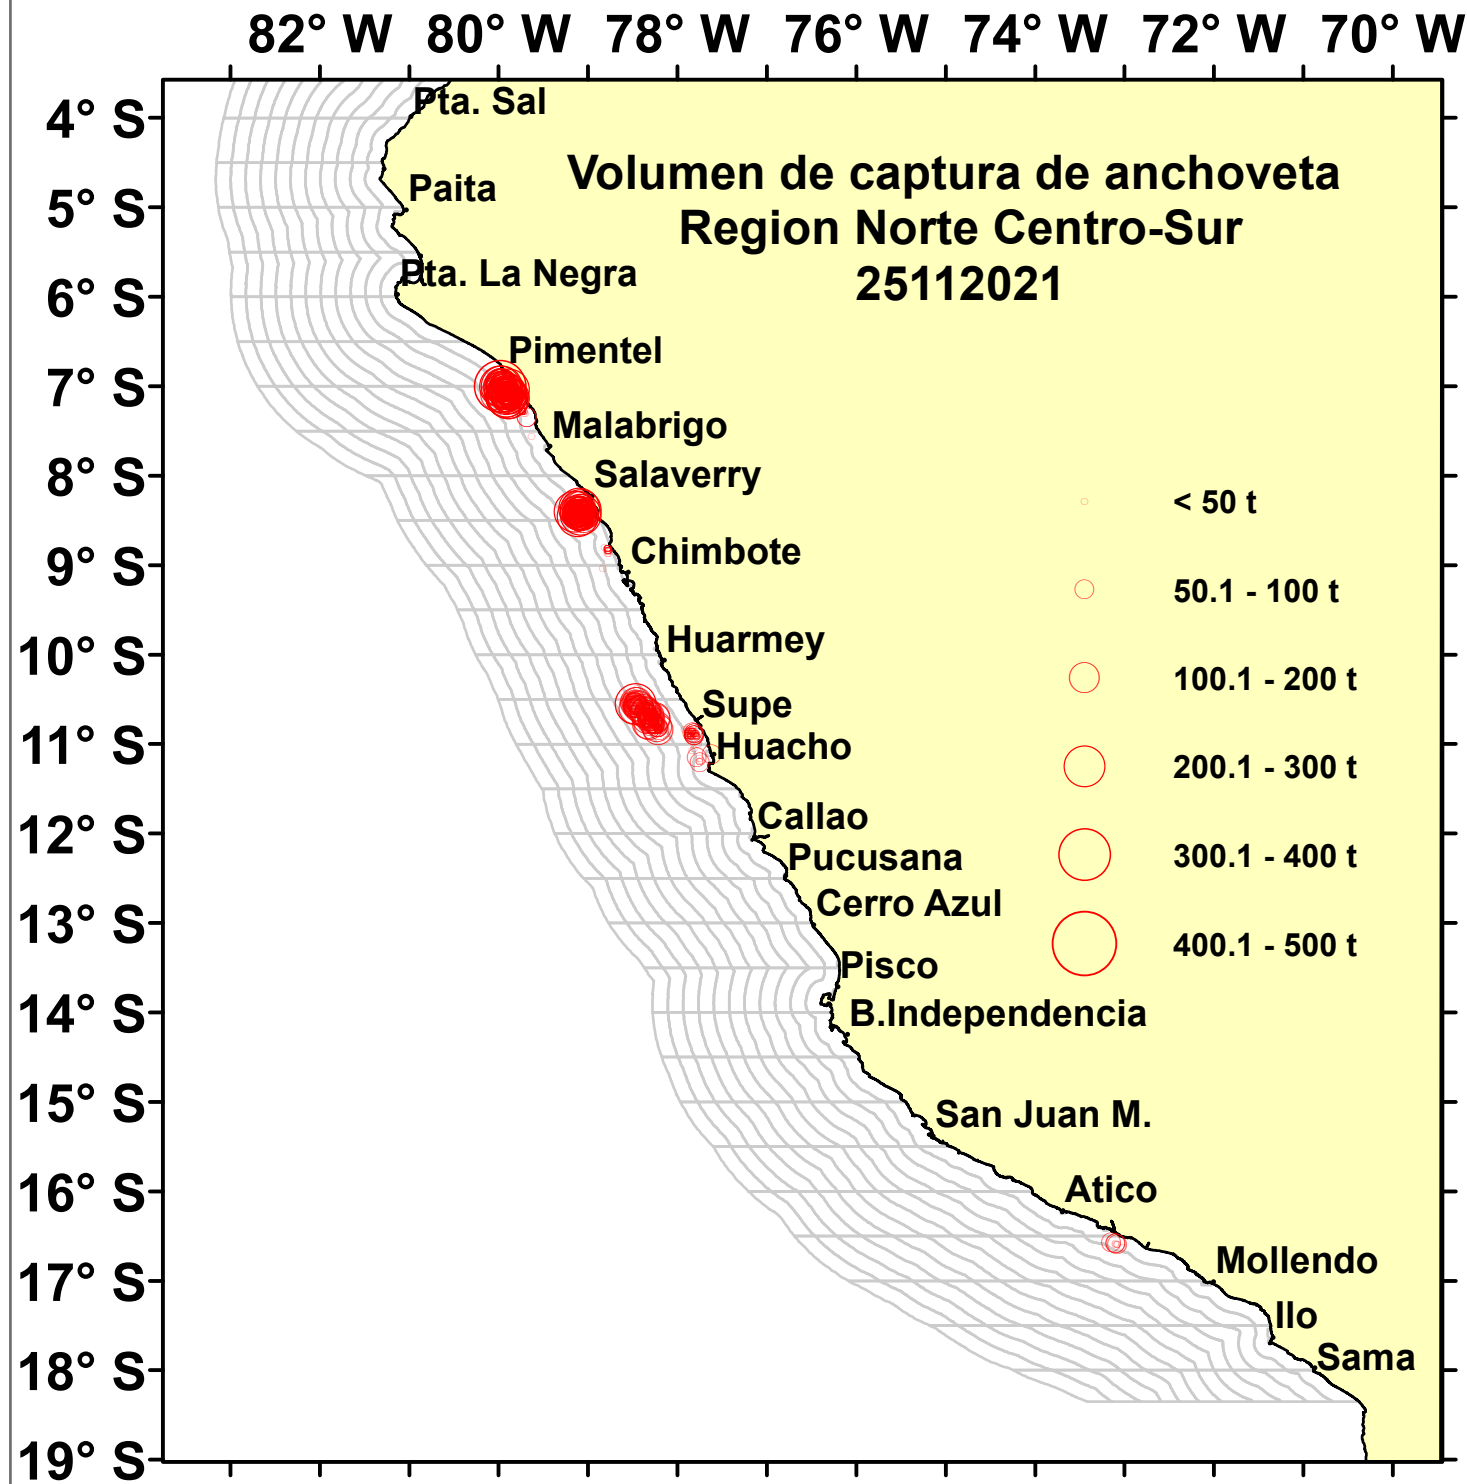 82° W 80° W 78° W 76° W 74° W 72° W 70° W
4° S
5° S
6° S
7° S
8° S
9° S
10° S
11° S
12° S
13° S
14° S
15° S
16° S
17° S
18° S
19° S
Volumen de captura de anchoveta
Region Norte Centro-Sur
25112021
Pta. Sal
Paita
Pta. La Negra
Pimentel
Malabrigo
Salaverry
Chimbote
Huarmey
Supe
Huacho
Callao
Pucusana
Cerro Azul
Pisco
B.Independencia
San Juan M.
Atico
Mollendo
Ilo
Sama
< 50 t
50.1 - 100 t
100.1 - 200 t
200.1 - 300 t
300.1 - 400 t
400.1 - 500 t